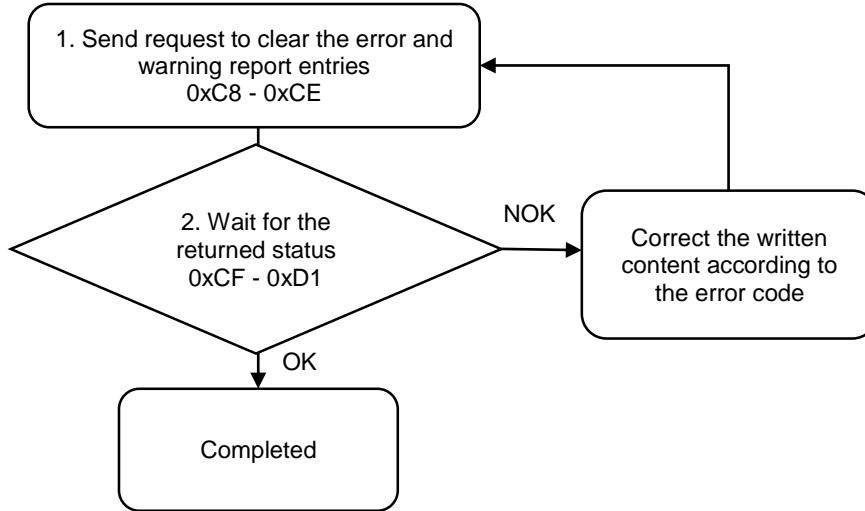 1. Send request to clear the error and
warning report entries
0xC8 - 0xCE
2. Wait for the
returned status
0xCF - 0xD1
NOK
Correct the written
content according to
the error code
OK
Completed